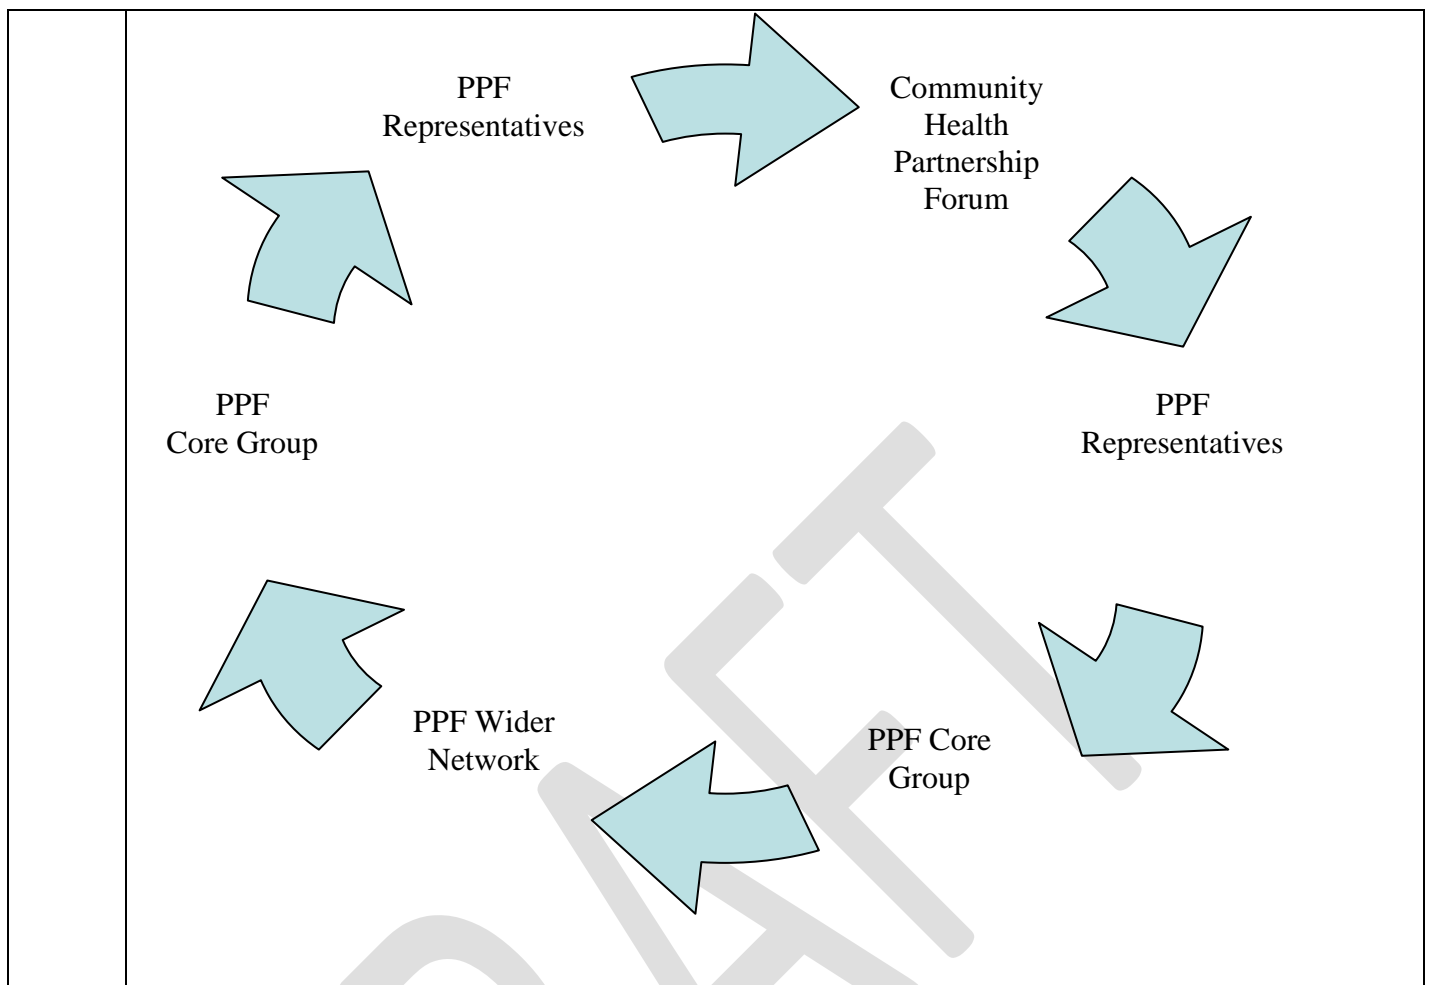 PPF
Representatives
Community
Health
Partnership
Forum
PPF
Representatives
PPF Core
Group
PPF Wider
Network
PPF
Core Group
DRAFT